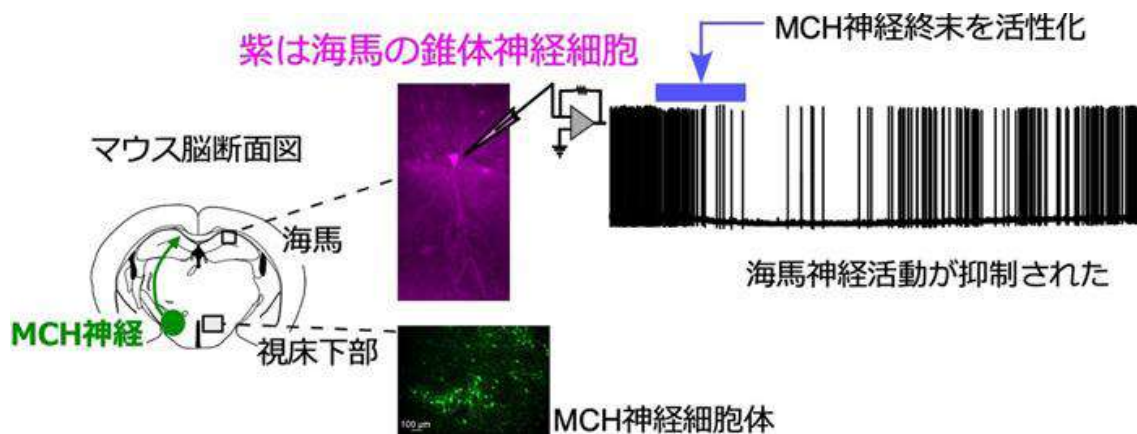 MCH神経終末を活性化
紫は海馬の錐体神経細胞
マウス脳断面図
海馬
海馬神経活動が抑制された
MCH神経
視床下部
100 μm
MCH神経細胞体